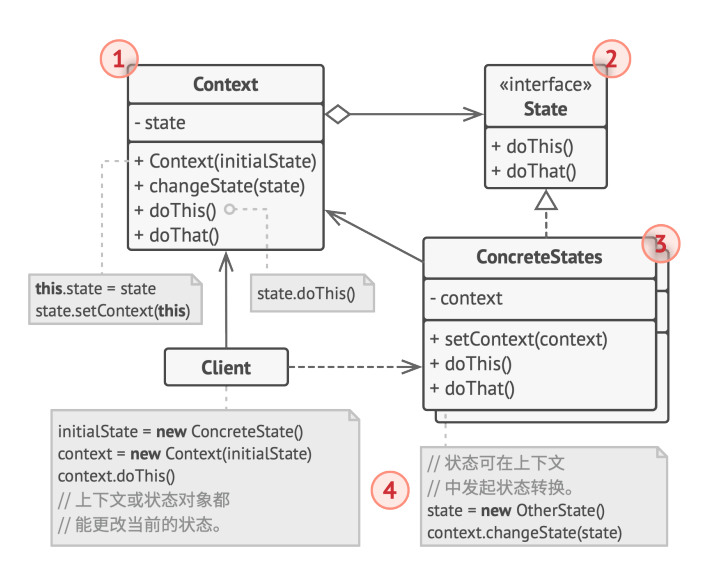 1
Context
- state
+ Context(initialState)
+ changeState(state)
+ doThis()
+ doThat()
2
«interface»
State
+ doThis()
+ doThat()
3
ConcreteStates
- context
+ setContext(context)
+ doThis()
+ doThat()
this.state = state
state.setContext(this)
state.doThis()
Client
initialState = new ConcreteState()
context = new Context(initialState)
context.doThis()
// 上下文或状态对象都
// 能更改当前的状态。
4
// 状态可在上下文
// 中发起状态转换。
state = new OtherState()
context.changeState(state)